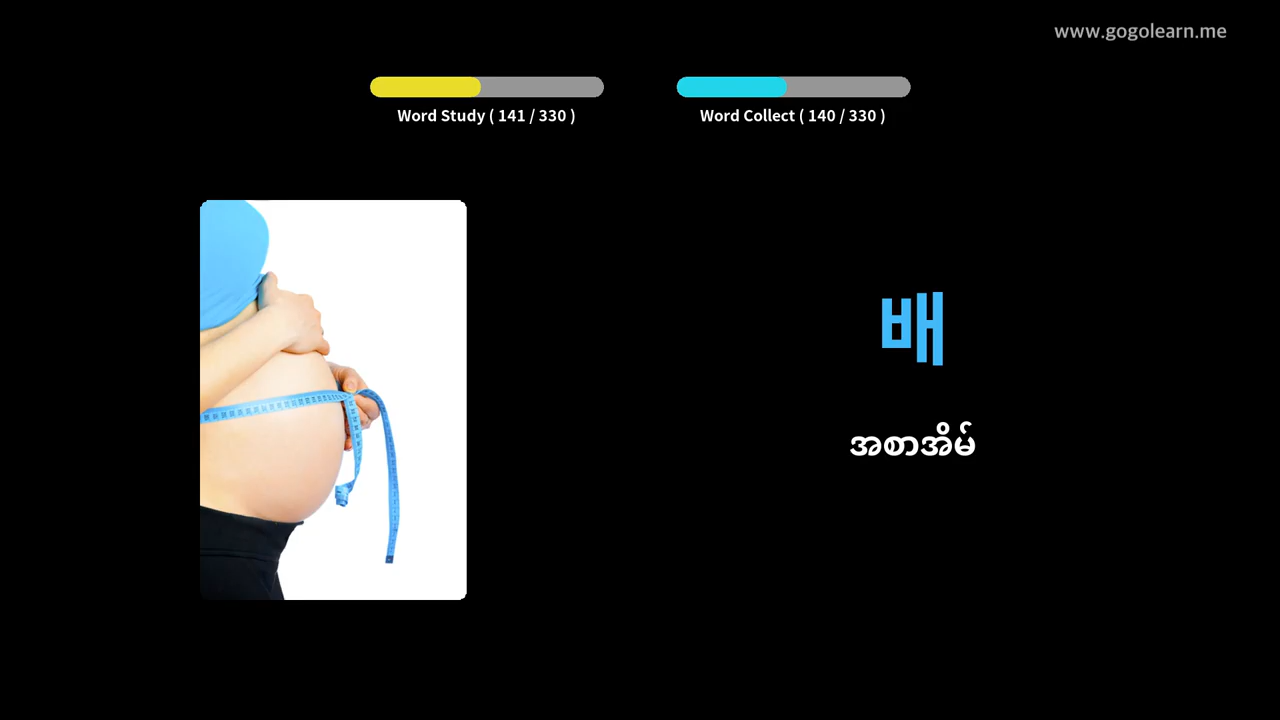 www.gogolearn.me
Word Study ( 141 / 330 )
Word Collect ( 140 / 330 )
배
အစာအိမ်